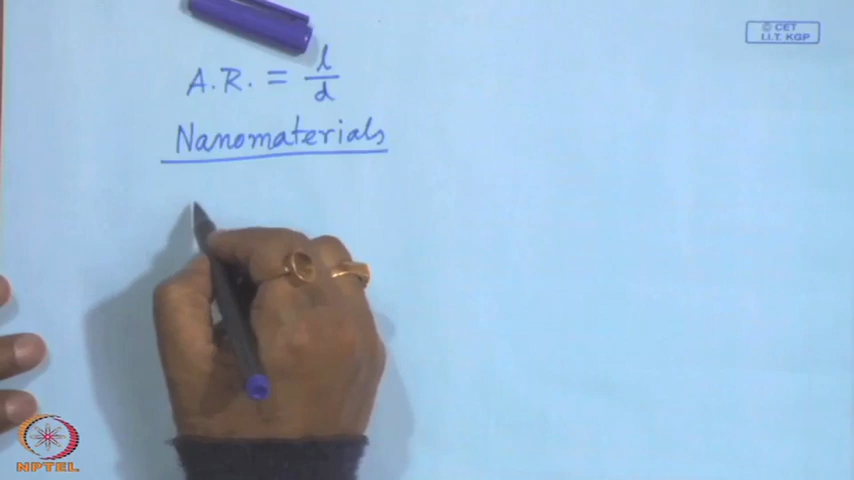 © CET
I.I.T. KGP
A.R. = l/d
Nanomaterials
NPTEL